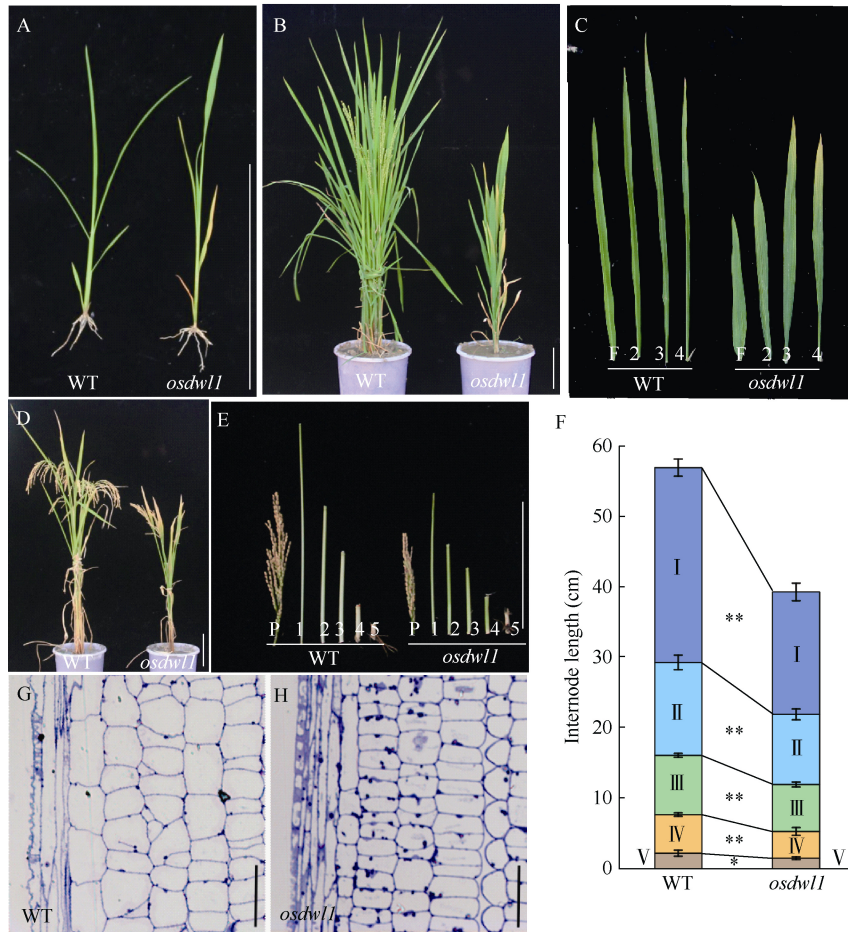 A
WT
osdwl1
B
WT
osdwl1
C
F 2 3 4
WT
F 2 3 4
osdwl1
D
WT
osdwl1
E
P 1 2 3 4 5
WT
P 1 2 3 4 5
osdwl1
F
Internode length (cm)
60
50
40
29
20
10
0
I
II
III
IV
V
**
**
**
**
*
I
II
III
IV
V
WT
osdwl1
G
WT
H
osdwl1